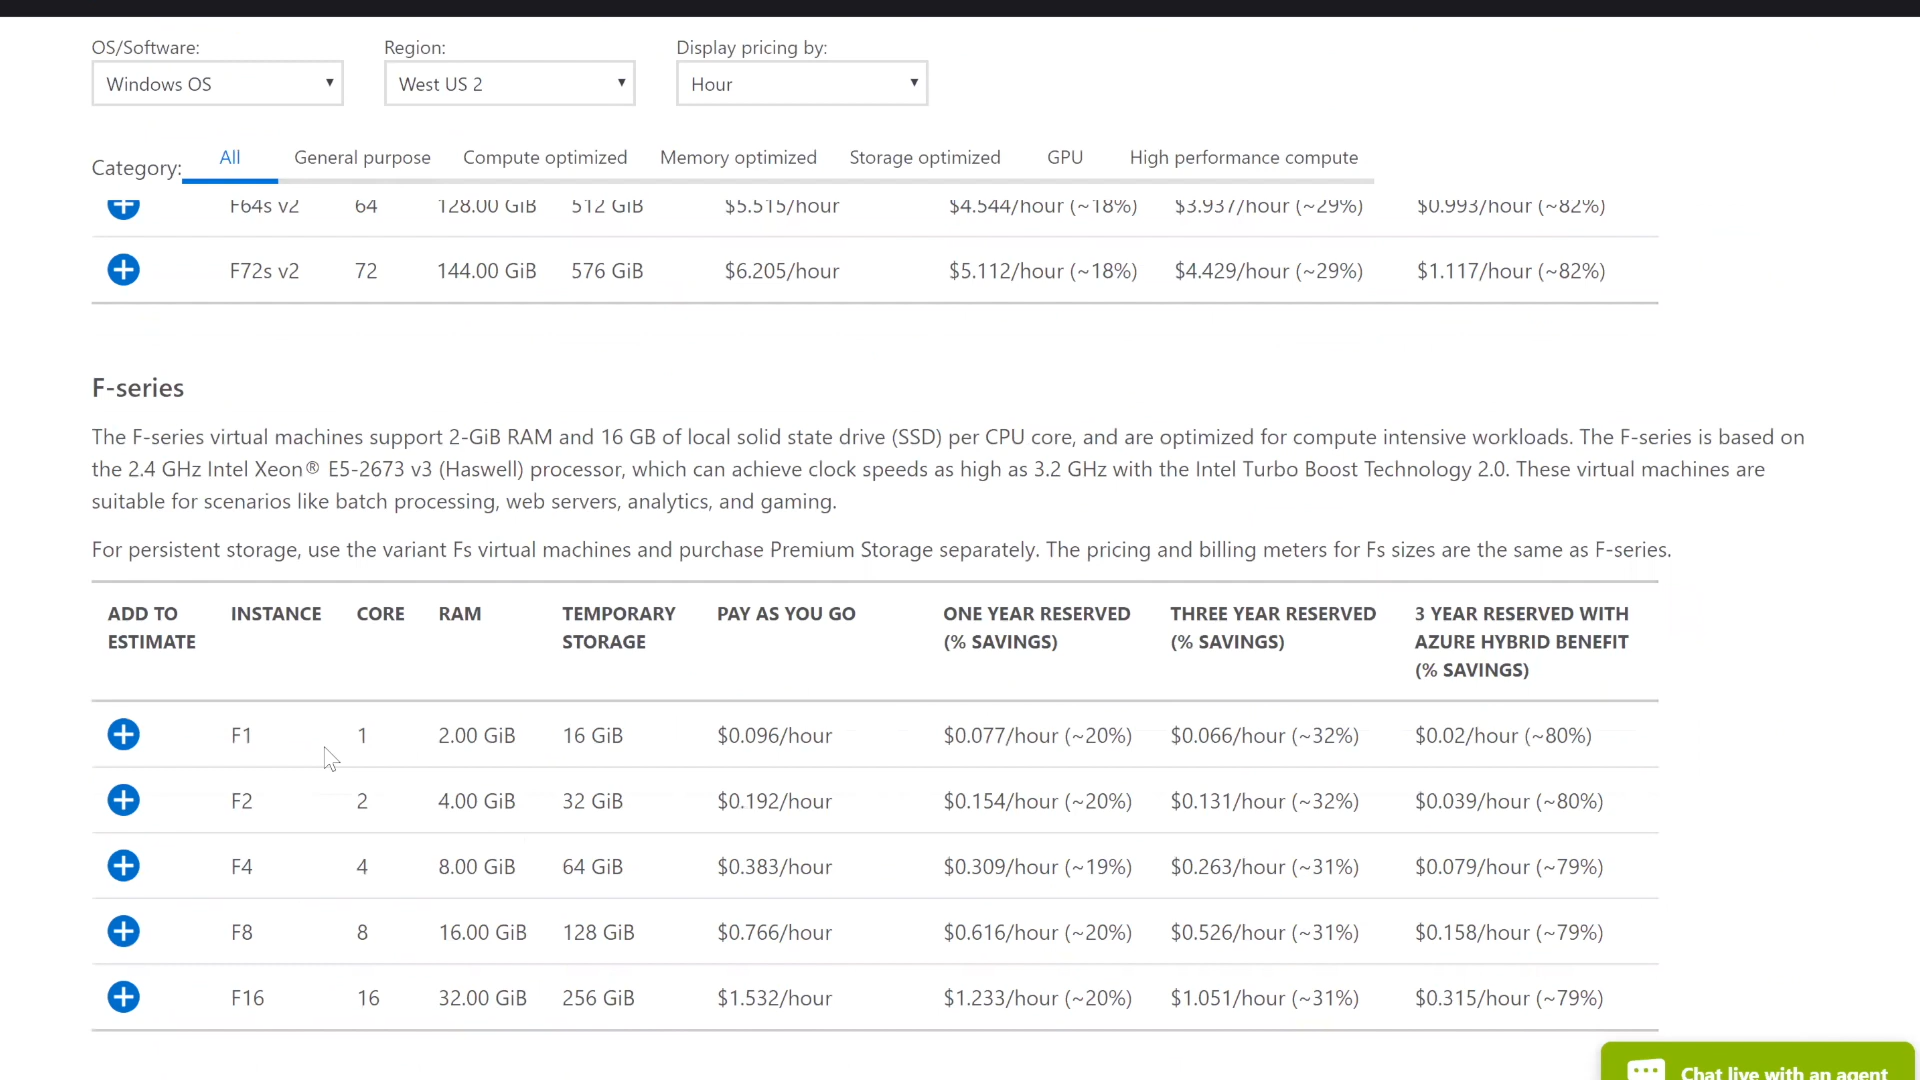 OS/Software: Region: Display pricing by:
Windows OS West US 2 Hour
Category: All General purpose Compute optimized Memory optimized Storage optimized GPU High performance compute
F64s v2 64 128.00 GiB 512 GiB $5.515/hour $4.544/hour (~18%) $3.937/hour (~29%) $0.993/hour (~82%)
F72s v2 72 144.00 GiB 576 GiB $6.205/hour $5.112/hour (~18%) $4.429/hour (~29%) $1.117/hour (~82%)
F-series
The F-series virtual machines support 2-GiB RAM and 16 GB of local solid state drive (SSD) per CPU core, and are optimized for compute intensive workloads. The F-series is based on
the 2.4 GHz Intel Xeon® E5-2673 v3 (Haswell) processor, which can achieve clock speeds as high as 3.2 GHz with the Intel Turbo Boost Technology 2.0. These virtual machines are
suitable for scenarios like batch processing, web servers, analytics, and gaming.
For persistent storage, use the variant Fs virtual machines and purchase Premium Storage separately. The pricing and billing meters for Fs sizes are the same as F-series.
ADD TO INSTANCE CORE RAM TEMPORARY PAY AS YOU GO ONE YEAR RESERVED THREE YEAR RESERVED 3 YEAR RESERVED WITH
ESTIMATE STORAGE (% SAVINGS) (% SAVINGS) AZURE HYBRID BENEFIT
(% SAVINGS)
F1 1 2.00 GiB 16 GiB $0.096/hour $0.077/hour (~20%) $0.066/hour (~32%) $0.02/hour (~80%)
F2 2 4.00 GiB 32 GiB $0.192/hour $0.154/hour (~20%) $0.131/hour (~32%) $0.039/hour (~80%)
F4 4 8.00 GiB 64 GiB $0.383/hour $0.309/hour (~19%) $0.263/hour (~31%) $0.079/hour (~79%)
F8 8 16.00 GiB 128 GiB $0.766/hour $0.616/hour (~20%) $0.526/hour (~31%) $0.158/hour (~79%)
F16 16 32.00 GiB 256 GiB $1.532/hour $1.233/hour (~20%) $1.051/hour (~31%) $0.315/hour (~79%)
Chat live with an agent